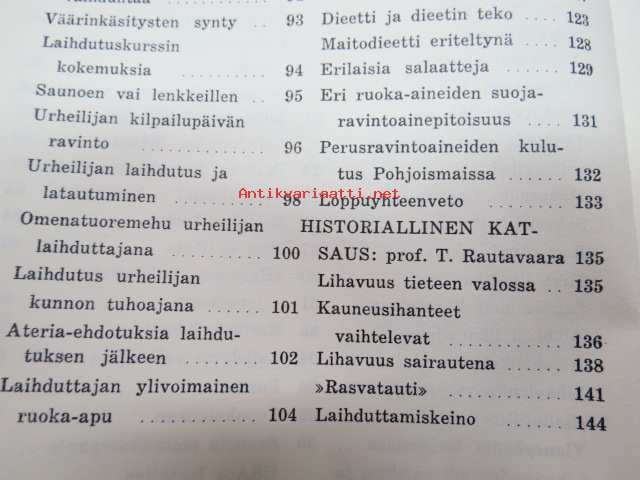 Väärinkäsitysten synty .. 93
Laihdutuskurssin
kokemuksia ......... 94
Saunoen vai lenkkeillen .. 95
Urheilijan kilpailupäivän
ravinto ............ 96
Urheilijan laihdutus ja
latautuminen ........ 98
Omenatuoremehu urheilijan
laihduttajana ........ 100
Laihdutus urheilijan
kunnon tuhoajana .... 101
Ateria-ehdotuksia laihdu-
tuksen jälkeen ........ 102
Laihduttajan ylivoimainen
ruoka-apu ............ 104
Dieetti ja dieetin teko .... 123
Maitodieetti eriteltynä .. 128
Erilaisia salaatteja ...... 129
Eri ruoka-aineiden suoja-
ravintoainepitoisuus ... 131
Perusravintoaineiden kulu-
tus Pohjoismaissa ...... 132
Loppuyhteenveto ........ 133
HISTORIALLINEN KAT-
SAUS: prof. T. Rautavaara 135
Lihavuus tieteen valossa .. 135
Kauneusihanteet
vaihtelevat .......... 136
Lihavuus sairautena .... 138
»Rasvatauti» ............ 141
Laihduttamiskeino ...... 144
Antikvariaatti.net